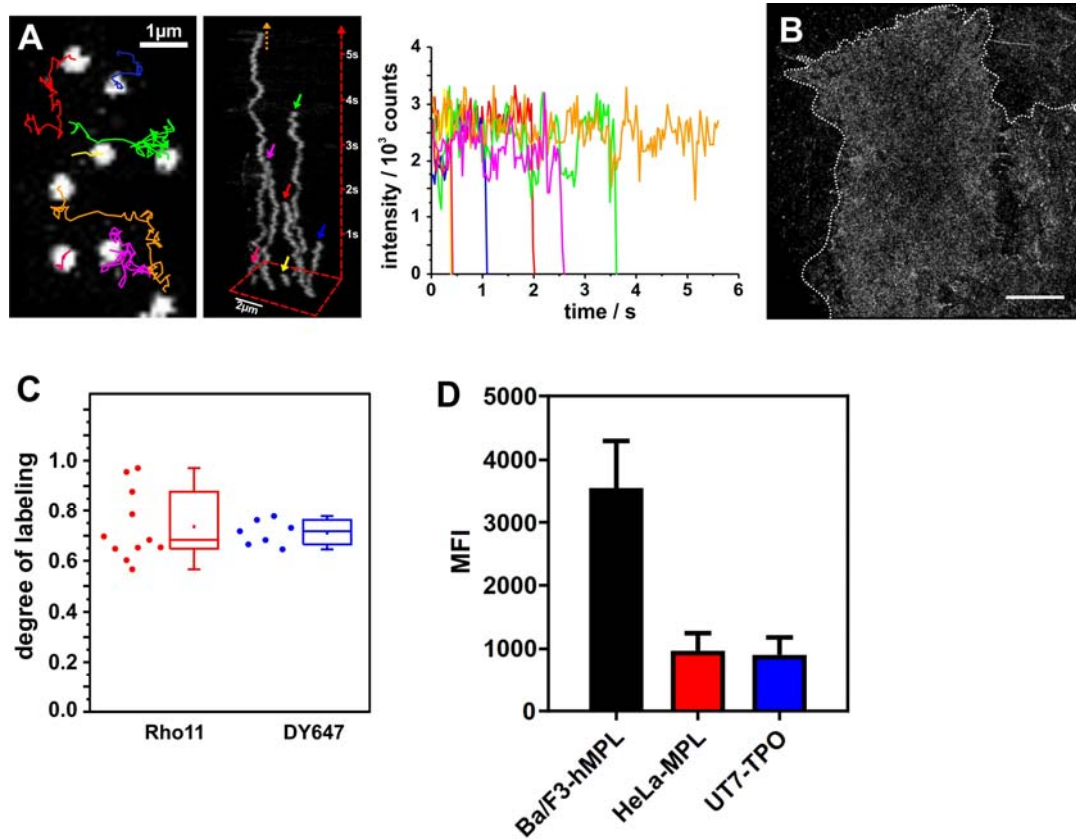 A
1µm
5s
4s
3s
2s
1s
2µm
intensity / 10³ counts
4
3
2
1
0
0 1 2 3 4 5 6
time / s
B
C
degree of labeling
1.0
0.8
0.6
0.4
0.2
0.0
Rho11 DY647
D
MFI
5000
4000
3000
2000
1000
0
Ba/F3-hMPL
HeLa-MPL
UT7-TPO